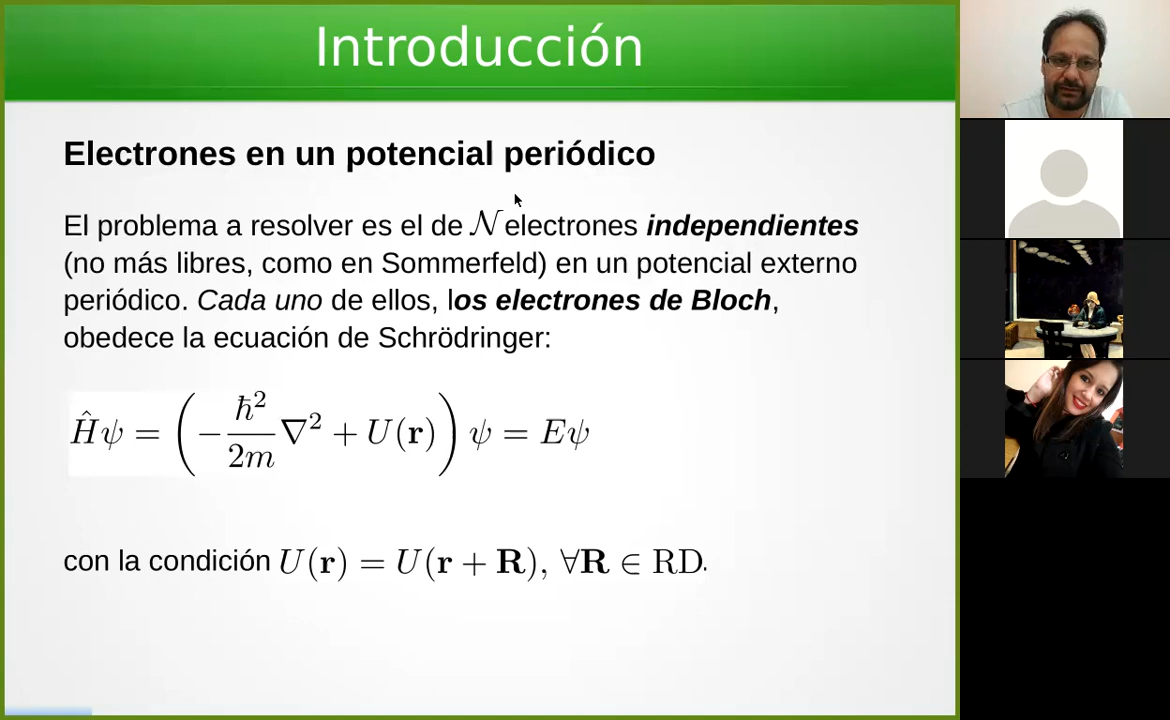 Introducción
Electrones en un potencial periódico
El problema a resolver es el de 𝒩 electrones independientes
(no más libres, como en Sommerfeld) en un potencial externo
periódico. Cada uno de ellos, los electrones de Bloch,
obedece la ecuación de Schrödringer:
Ĥψ = (−ℏ²/2m ∇² + U(r)) ψ = Eψ
con la condición U(r) = U(r + R), ∀R ∈ RD.